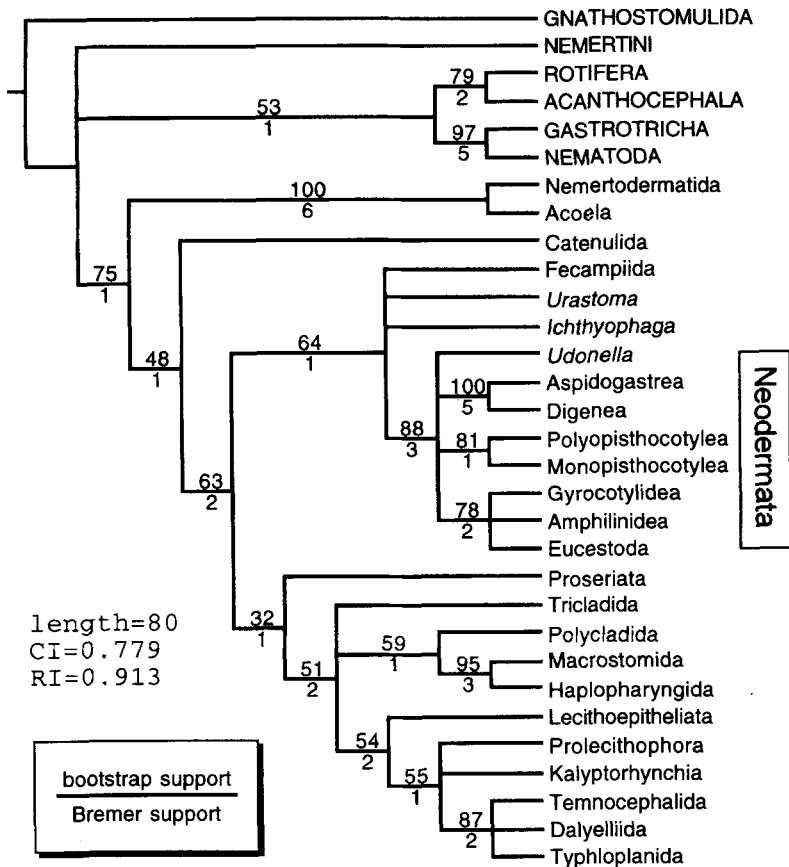 GNATHOSTOMULIDA
NEMERTINI
ROTIFERA
79
2
ACANTHOCEPHALA
53
1
GASTROTRICHA
97
5
NEMATODA
Nemertodermatida
100
6
Acoela
Catenulida
75
1
Fecampiida
Urastoma
Ichthyophaga
64
1
48
1
Udonella
Aspidogastrea
100
5
Digenea
88
3
Polyopisthocotylea
81
1
Monopisthocotylea
Gyrocotylidea
Amphilinidea
78
2
Eucestoda
Neodermata
63
2
Proseriata
Tricladida
32
1
Polycladida
59
1
Macrostomida
95
3
Haplopharyngida
51
2
Lecithoepitheliata
54
2
Prolecithophora
Kalyptorhynchia
55
1
Temnocephalida
Dalyelliida
87
2
Typhloplanida
length=80
CI=0.779
RI=0.913
bootstrap support
Bremer support